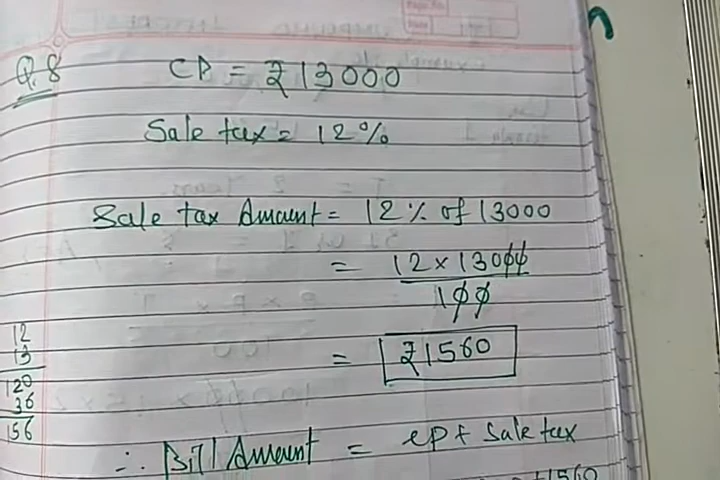 Q.8 CP = ₹13000
Sale tax = 12%
Sale tax Amount = 12% of 13000
= 12 × 13000
100
= ₹1560
12
13
120
36
156
∴ Bill Amount = CP + Sale tax
+1560